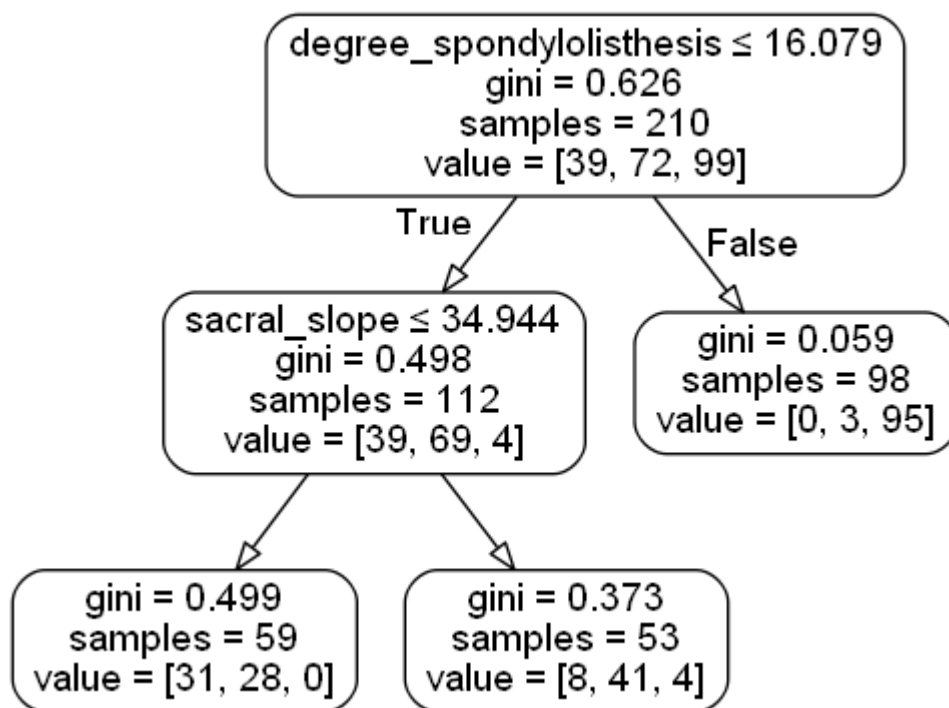 degree_spondylolisthesis ≤ 16.079
gini = 0.626
samples = 210
value = [39, 72, 99]
True
False
sacral_slope ≤ 34.944
gini = 0.498
samples = 112
value = [39, 69, 4]
gini = 0.059
samples = 98
value = [0, 3, 95]
gini = 0.499
samples = 59
value = [31, 28, 0]
gini = 0.373
samples = 53
value = [8, 41, 4]